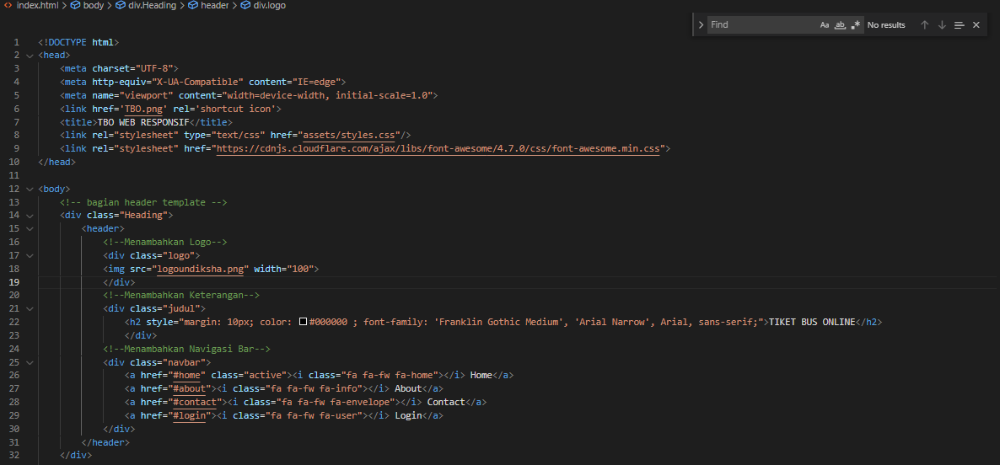 index.html > body > div.Heading > header > div.logo
Find Aa ab No results
1 <!DOCTYPE html>
2 <head>
3 <meta charset="UTF-8">
4 <meta http-equiv="X-UA-Compatible" content="IE=edge">
5 <meta name="viewport" content="width=device-width, initial-scale=1.0">
6 <link href='TBO.png' rel='shortcut icon'>
7 <title>TBO WEB RESPONSIF</title>
8 <link rel="stylesheet" type="text/css" href="assets/styles.css"/>
9 <link rel="stylesheet" href="https://cdnjs.cloudflare.com/ajax/libs/font-awesome/4.7.0/css/font-awesome.min.css">
10 </head>
11
12 <body>
13 <!-- bagian header template -->
14 <div class="Heading">
15 <header>
16 <!--Menambahkan Logo-->
17 <div class="logo">
18 <img src="logoundiksha.png" width="100">
19 </div>
20 <!--Menambahkan Keterangan-->
21 <div class="judul">
22 <h2 style="margin: 10px; color: #000000 ; font-family: 'Franklin Gothic Medium', 'Arial Narrow', Arial, sans-serif;">TIKET BUS ONLINE</h2>
23 </div>
24 <!--Menambahkan Navigasi Bar-->
25 <div class="navbar">
26 <a href="#home" class="active"><i class="fa fa-fw fa-home"></i> Home</a>
27 <a href="#about"><i class="fa fa-fw fa-info"></i> About</a>
28 <a href="#contact"><i class="fa fa-fw fa-envelope"></i> Contact</a>
29 <a href="#login"><i class="fa fa-fw fa-user"></i> Login</a>
30 </div>
31 </header>
32 </div>